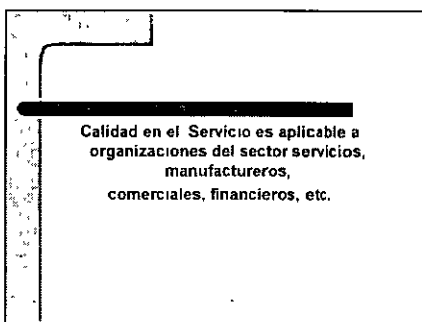 Calidad en el Servicio es aplicable a
organizaciones del sector servicios,
manufactureros,
comerciales, financieros, etc.